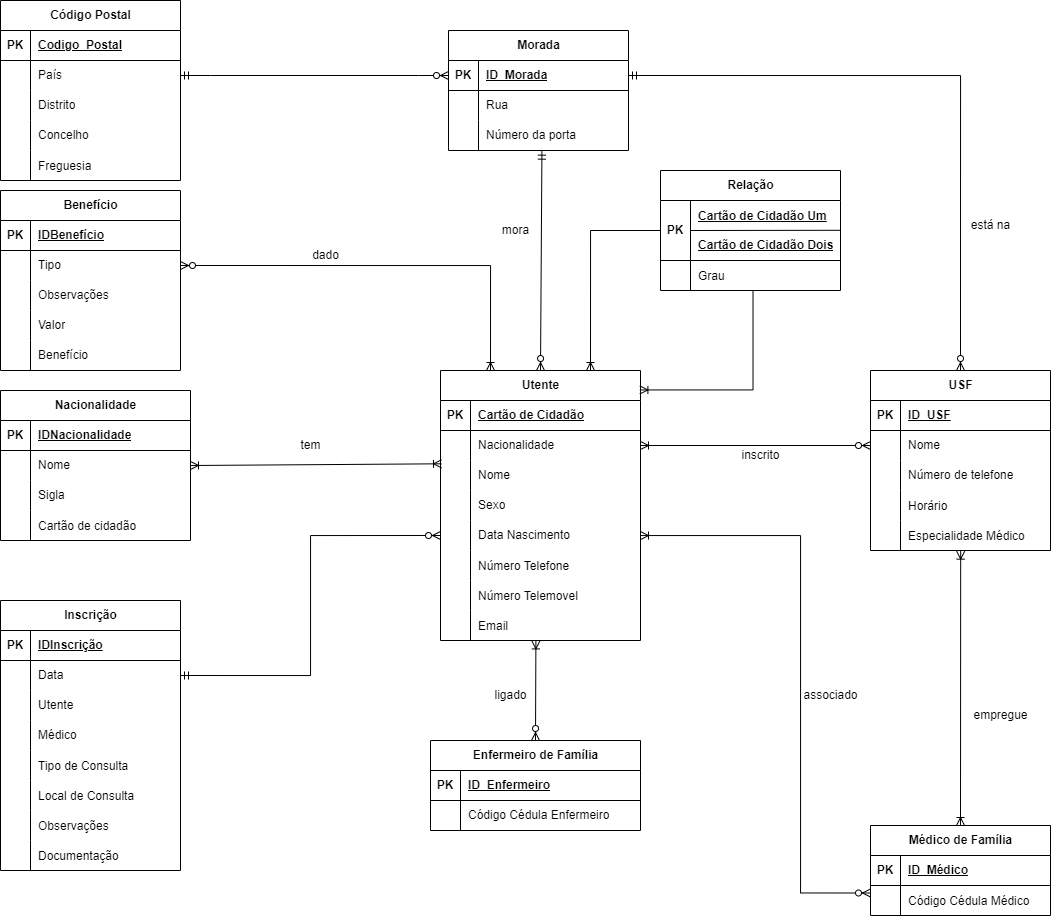 Código Postal
PK Codigo_Postal
País
Distrito
Concelho
Freguesia
Morada
PK ID_Morada
Rua
Número da porta
Benefício
PK IDBenefício
Tipo
Observações
Valor
Benefício
Relação
PK
Cartão de Cidadão Um
Cartão de Cidadão Dois
Grau
mora
está na
dado
Nacionalidade
PK IDNacionalidade
Nome
Sigla
Cartão de cidadão
tem
Utente
PK Cartão de Cidadão
Nacionalidade
Nome
Sexo
Data Nascimento
Número Telefone
Número Telemovel
Email
inscrito
USF
PK ID_USF
Nome
Número de telefone
Horário
Especialidade Médico
Inscrição
PK IDInscrição
Data
Utente
Médico
Tipo de Consulta
Local de Consulta
Observações
Documentação
ligado
associado
empregue
Enfermeiro de Família
PK ID_Enfermeiro
Código Cédula Enfermeiro
Médico de Família
PK ID_Médico
Código Cédula Médico